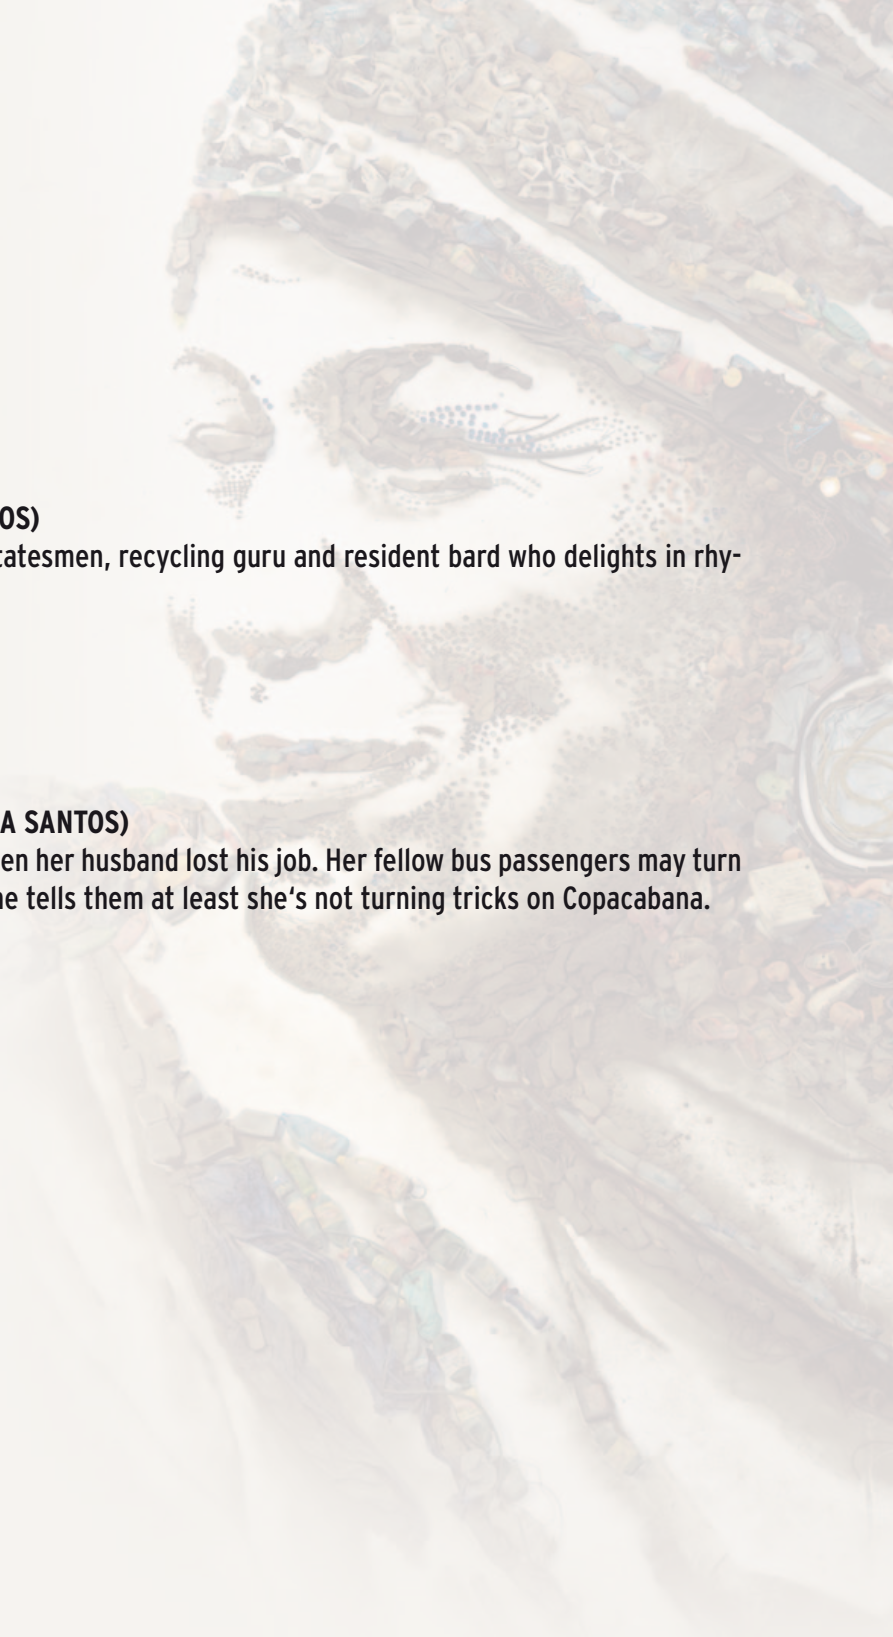 OS)
tatesmen, recycling guru and resident bard who delights in rhy-
A SANTOS)
en her husband lost his job. Her fellow bus passengers may turn
he tells them at least she‘s not turning tricks on Copacabana.